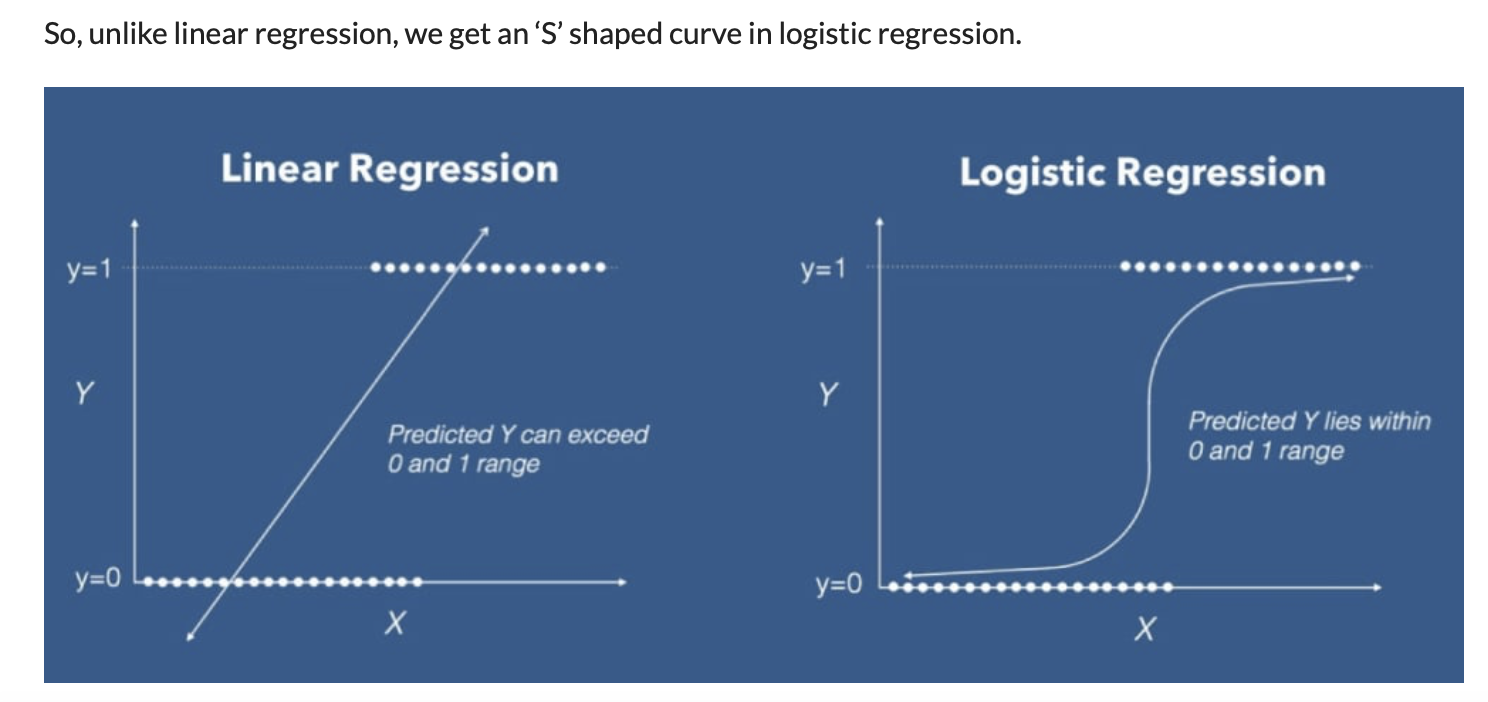 So, unlike linear regression, we get an ‘S’ shaped curve in logistic regression.
Linear Regression
y=1
Y
Predicted Y can exceed
0 and 1 range
y=0
X
Logistic Regression
y=1
Y
Predicted Y lies within
0 and 1 range
y=0
X